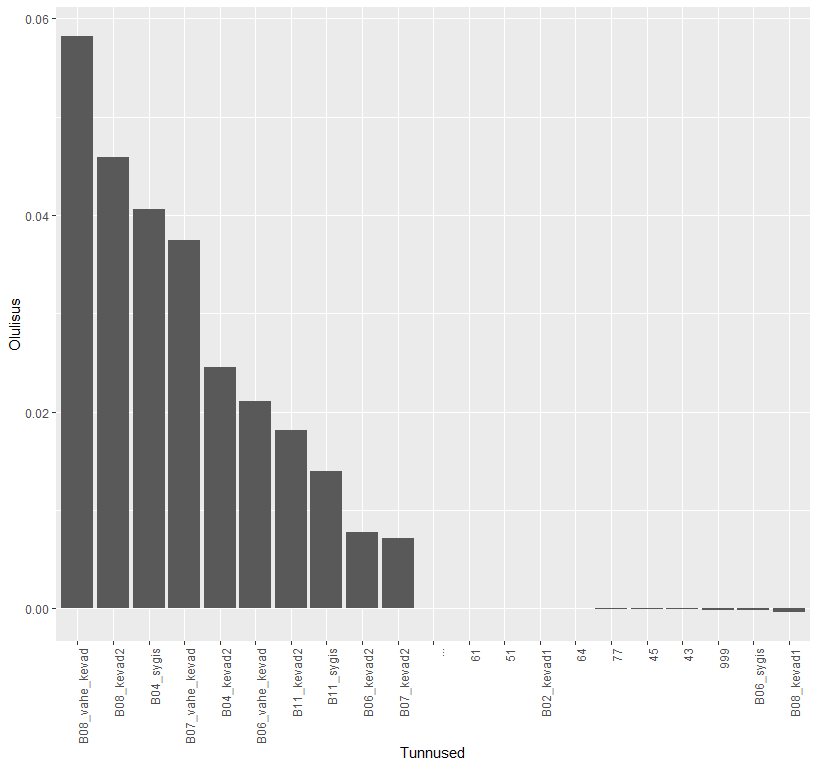 0.06
0.04
0.02
0.00
Olulisus
B08_vahe_kevad
B08_kevad2
B04_sygis
B07_vahe_kevad
B04_kevad2
B06_vahe_kevad
B11_kevad2
B11_sygis
B06_kevad2
B07_kevad2
...
61
51
B02_kevad1
64
77
45
43
999
B06_sygis
B08_kevad1
Tunnused